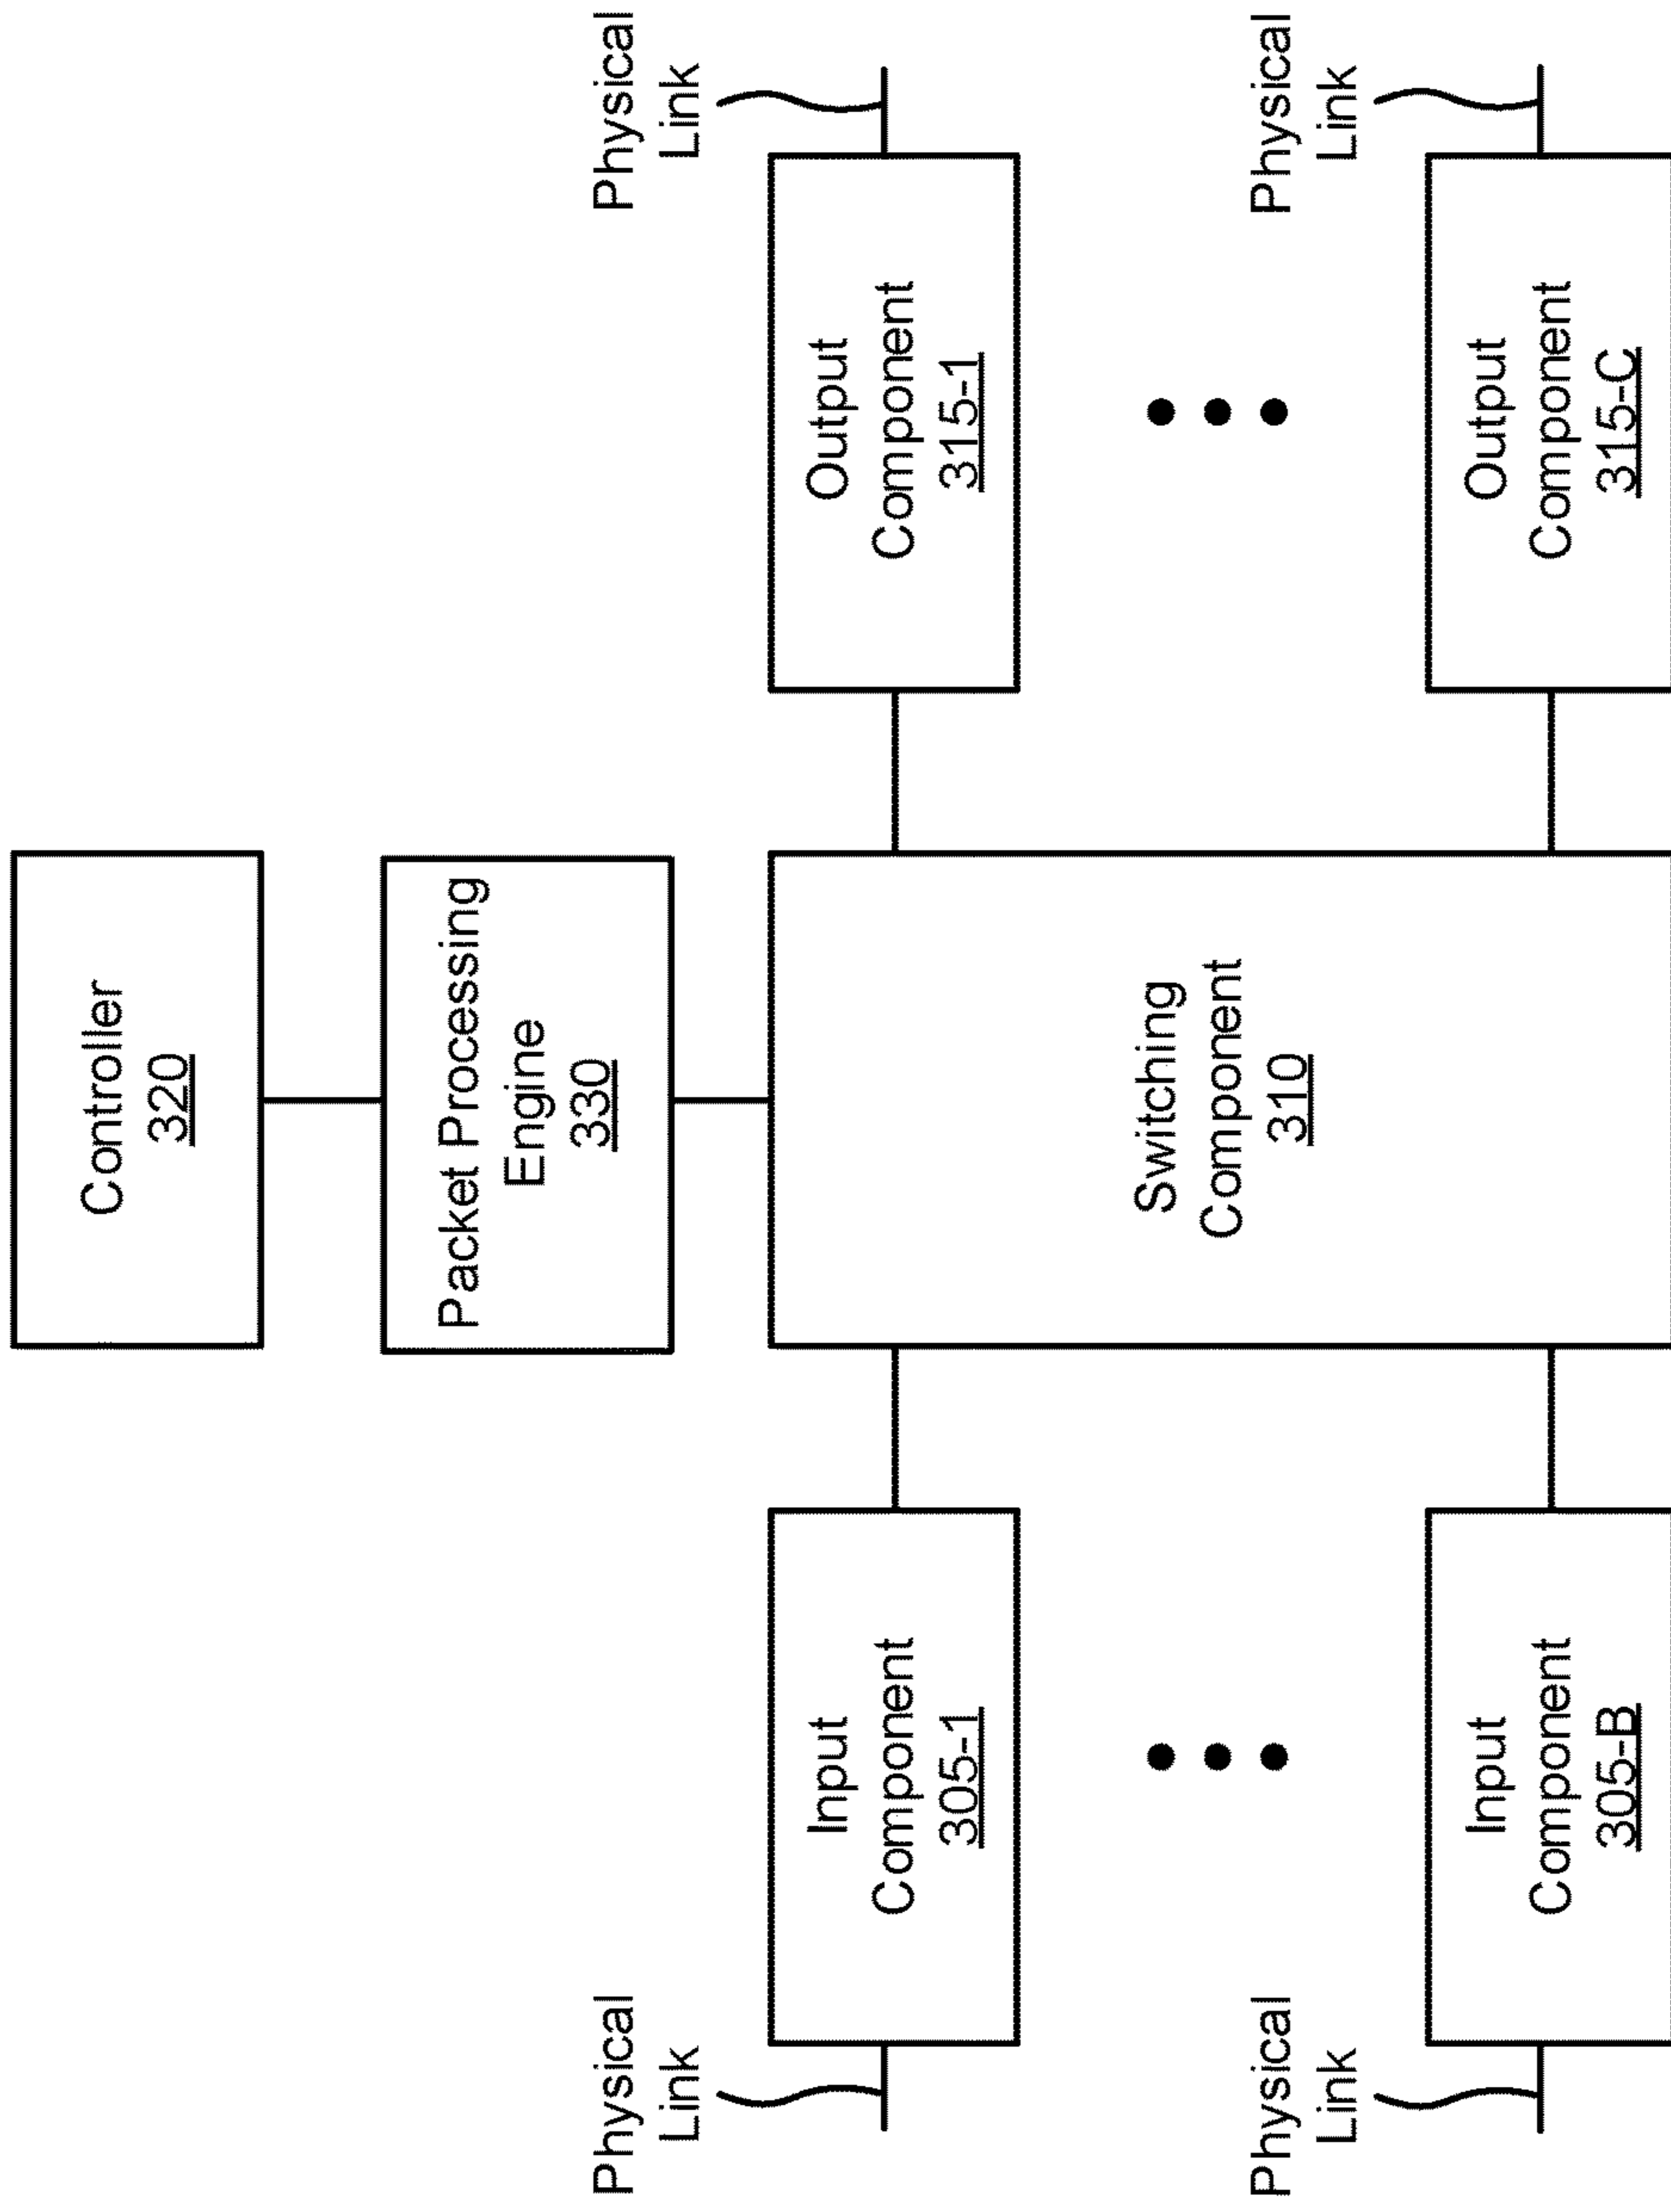 Controller
320
Packet Processing
Engine
330
Physical
Link
Physical
Link
Input
Component
305-1
Switching
Component
310
Output
Component
315-1
Physical
Link
Physical
Link
Input
Component
305-B
Output
Component
315-C